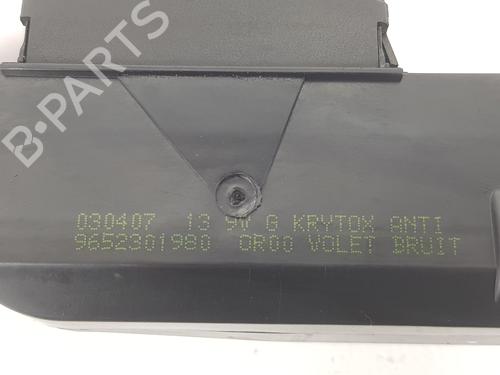 B-PARTS
030407 13 9W G KRYTOX ANTI
9652301980 OR00 VOLET BRUIT